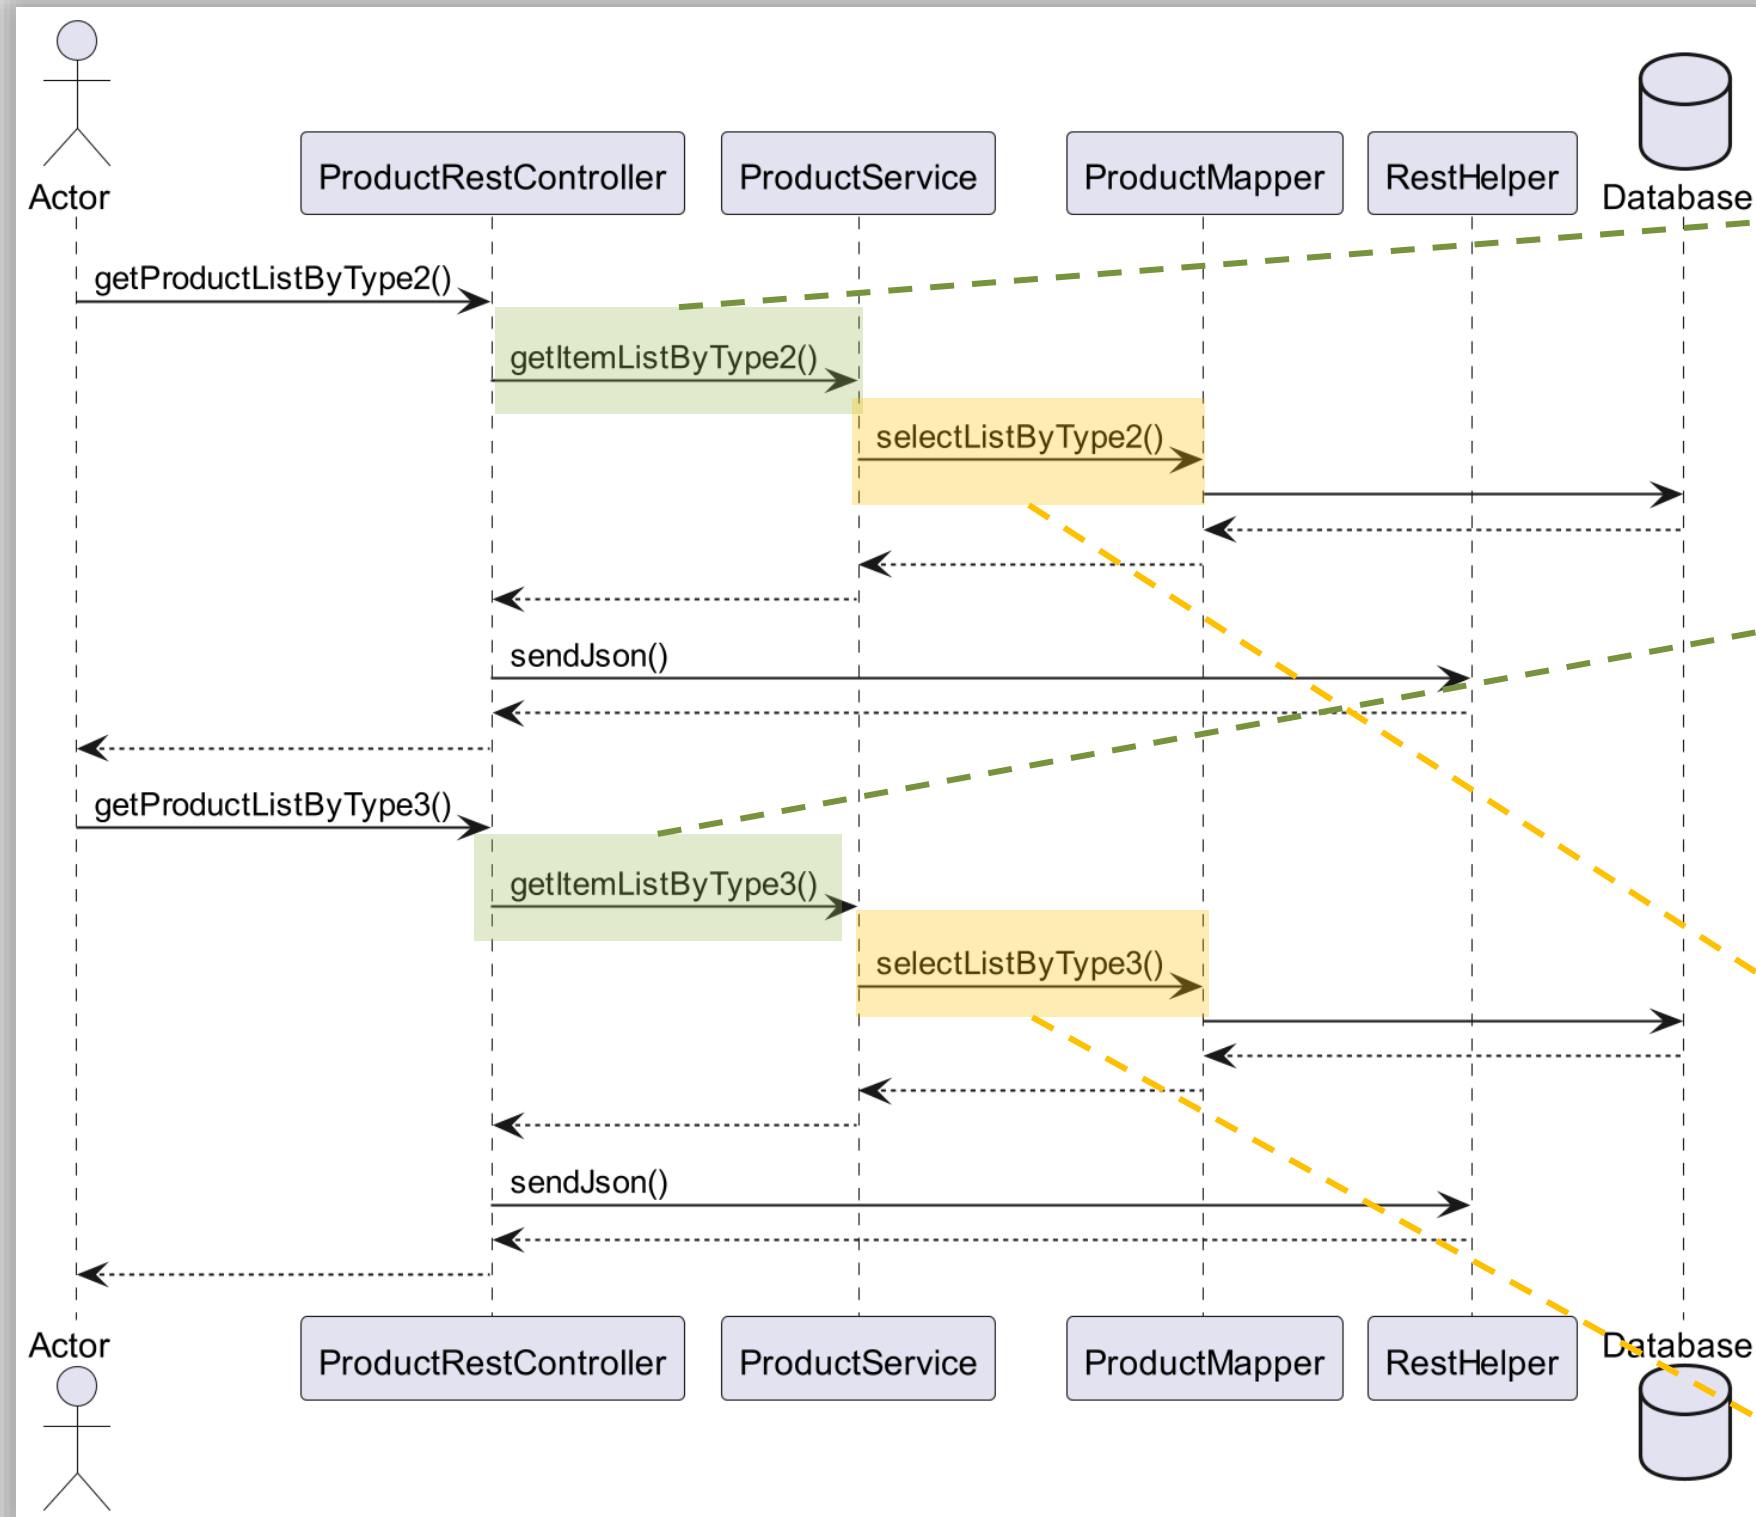 Actor
ProductRestController
ProductService
ProductMapper
RestHelper
Database
getProductListByType2()
getItemListByType2()
selectListByType2()
sendJson()
getProductListByType3()
getItemListByType3()
selectListByType3()
sendJson()
Actor
ProductRestController
ProductService
ProductMapper
RestHelper
Database